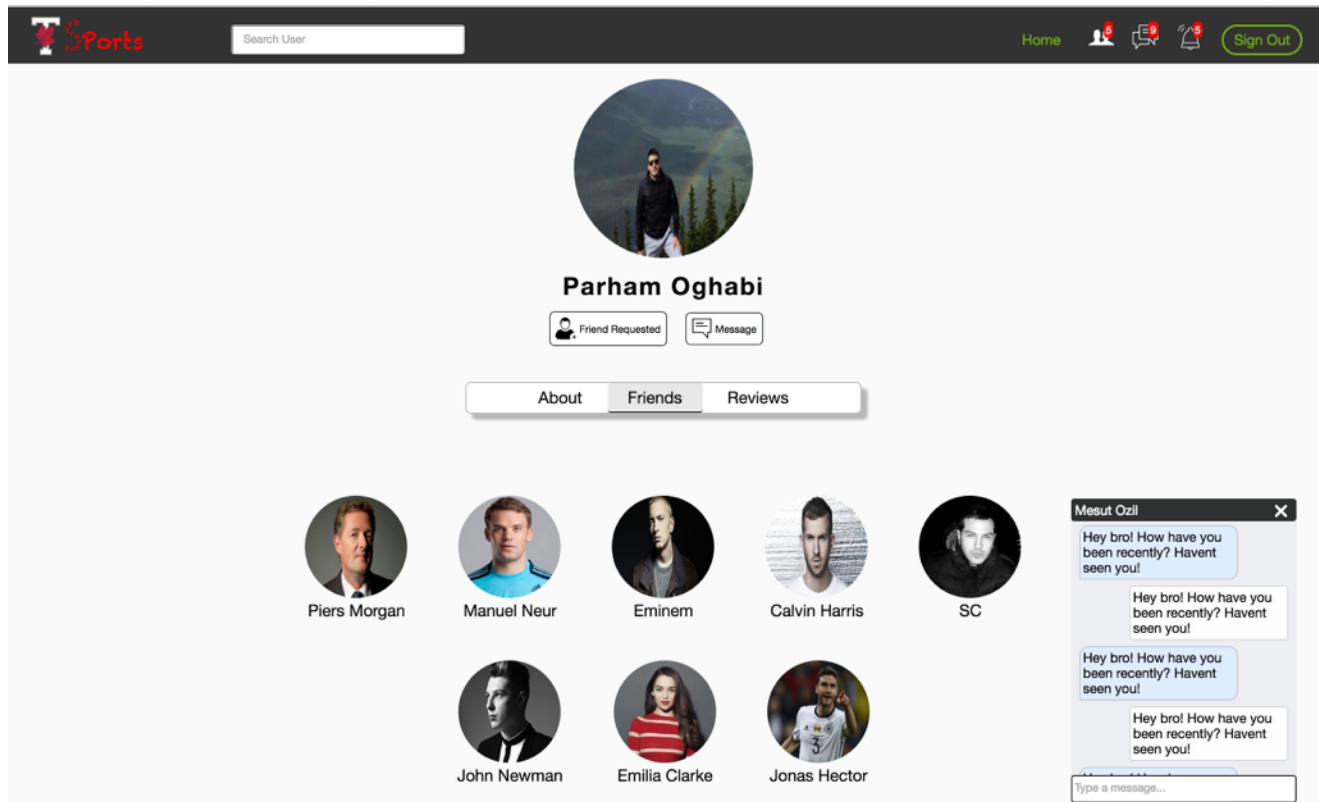 T SPorts
Search User
Home
5
9
5
Sign Out
Parham Oghabi
Friend Requested
Message
About
Friends
Reviews
Piers Morgan
Manuel Neur
Eminem
Calvin Harris
SC
John Newman
Emilia Clarke
3
Jonas Hector
Mesut Ozil
Hey bro! How have you
been recently? Havent
seen you!
Hey bro! How have you
been recently? Havent
seen you!
Hey bro! How have you
been recently? Havent
seen you!
Hey bro! How have you
been recently? Havent
seen you!
Type a message...